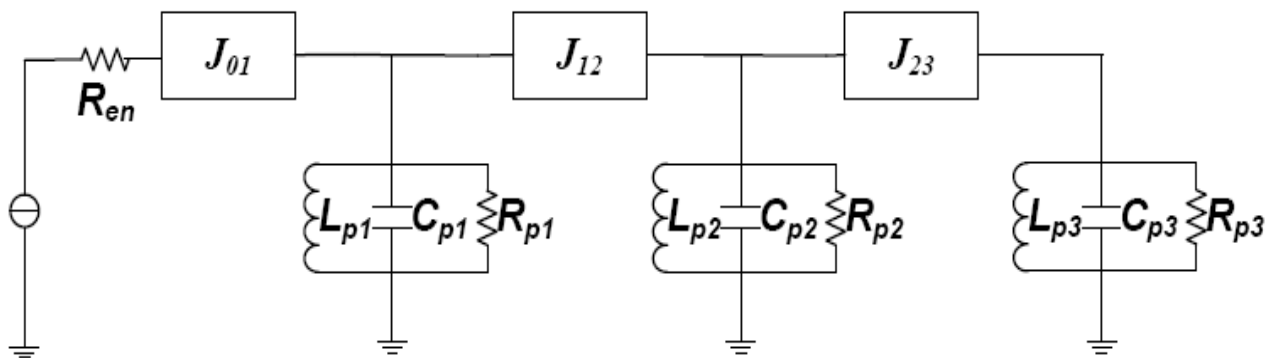 J01
J12
J23
Ren
Lp1 Cp1 Rp1
Lp2 Cp2 Rp2
Lp3 Cp3 Rp3